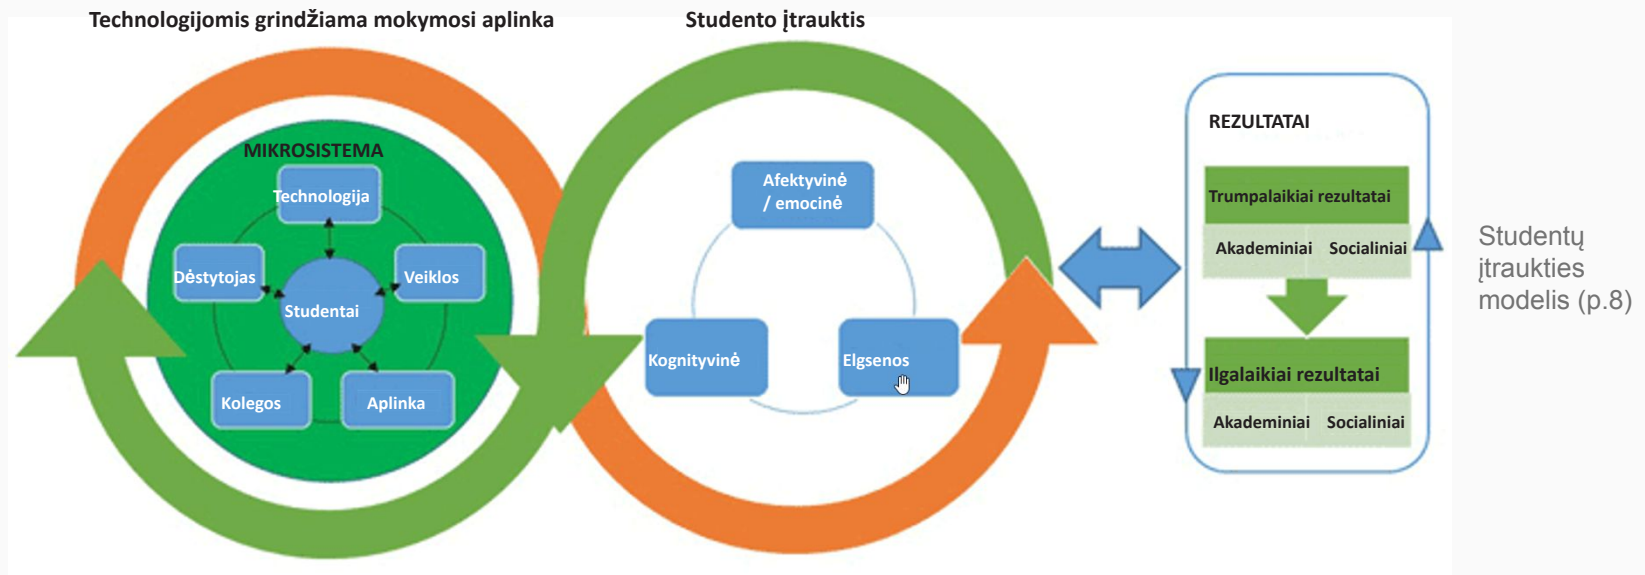 Technologijomis grindžiama mokymosi aplinka
Studento įtrauktis
MIKROSISTEMA
Technologija
Dėstytojas
Veiklos
Studentai
Kolegos
Aplinka
Afektyvinė
/ emocinė
Kognityvinė
Elgsenos
REZULTATAI
Trumpalaikiai rezultatai
Akademiniai
Socialiniai
Ilgalaikiai rezultatai
Akademiniai
Socialiniai
Studentų
įtraukties
modelis (p.8)